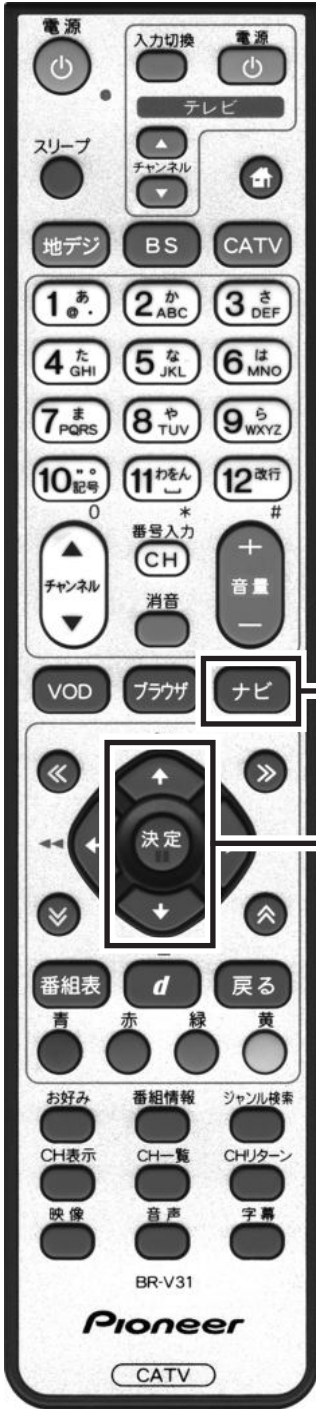 電源
入力切換
電源
テレビ
スリープ
チャンネル
地デジ BS CATV
1 あ @. 2 か ABC 3 さ DEF
4 た GHI 5 な JKL 6 は MNO
7 ま PQRS 8 や TUV 9 ら WXYZ
10 ゛゜ 記号 11 わをん 12 改行
0 * #
番号入力
CH
チャンネル
消音
+ 音量 −
VOD ブラウザ ナビ
決定
番組表 d 戻る
青 赤 緑 黄
お好み 番組情報 ジャンル検索
CH表示 CH一覧 CHリターン
映像 音声 字幕
BR-V31
Pioneer
CATV